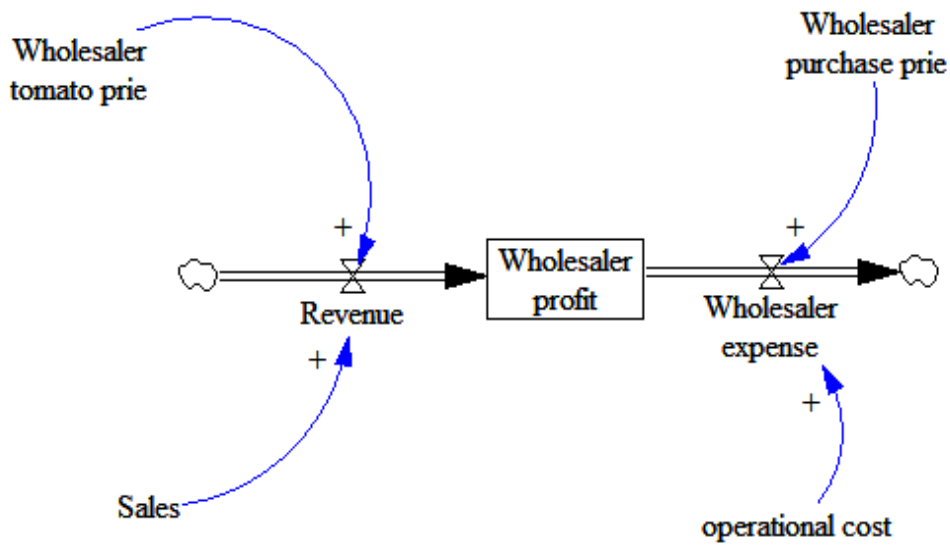 Wholesaler
tomato prie
Wholesaler
purchase prie
+
+
Wholesaler
profit
Revenue
Wholesaler
expense
+
+
Sales
operational cost